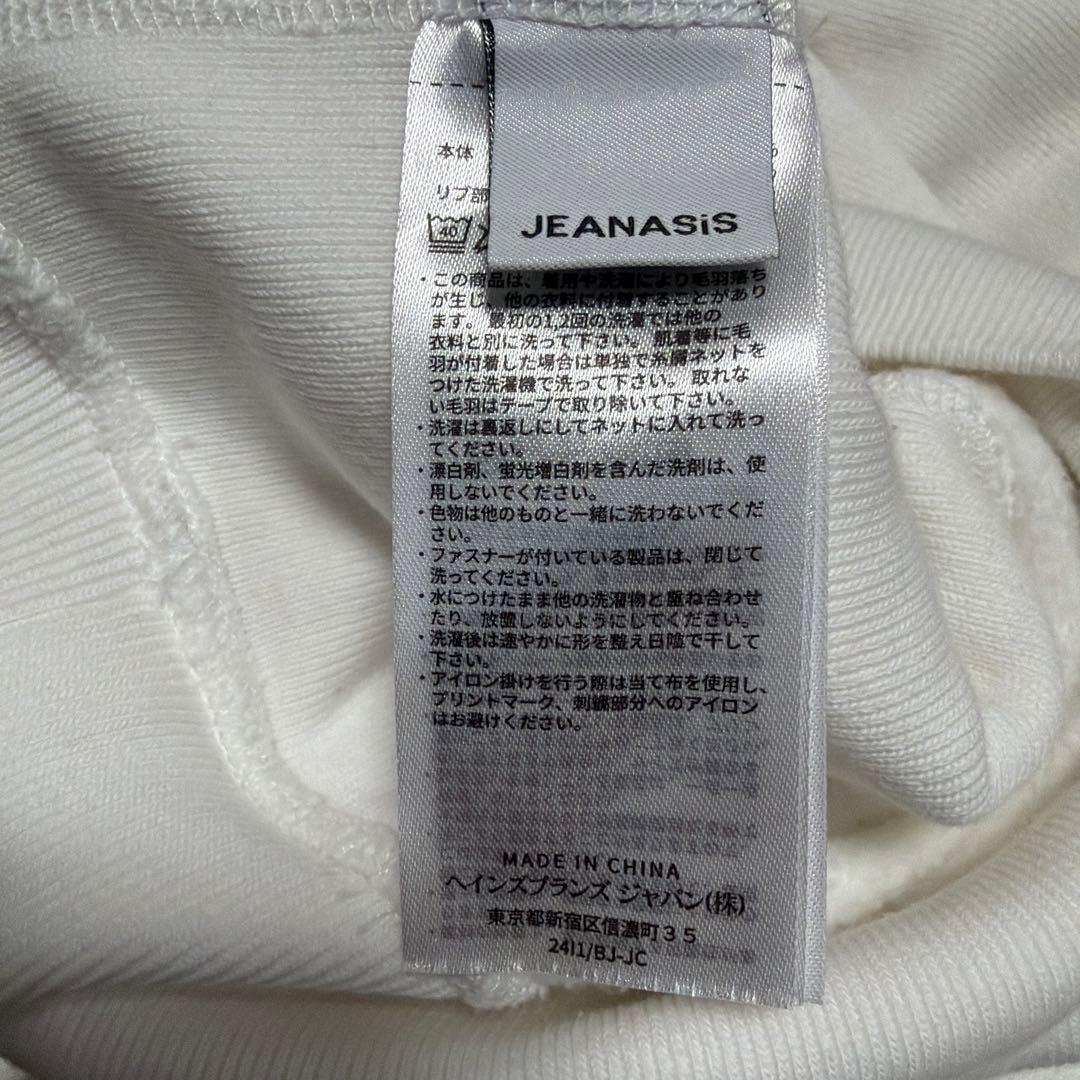 本体
リブ部
40
JEANASiS
・この商品は、着用や洗濯により毛羽落ち
が生じ、他の衣料に付着することがあり
ます。最初の1,2回の洗濯では他の
衣料と別に洗って下さい。肌着等に毛
羽が付着した場合は単独で糸屑ネットを
つけた洗濯機で洗って下さい。取れな
い毛羽はテープで取り除いて下さい。
・洗濯は裏返しにしてネットに入れて洗っ
てください。
・漂白剤、蛍光増白剤を含んだ洗剤は、使
用しないでください。
・色物は他のものと一緒に洗わないでくだ
さい。
・ファスナーが付いている製品は、閉じて
洗ってください。
・水につけたまま他の洗濯物と重ね合わせ
たり、放置しないようにしてください。
・洗濯後は速やかに形を整え日陰で干して
下さい。
・アイロン掛けを行う際は当て布を使用し、
プリントマーク、刺繍部分へのアイロン
はお避けください。
MADE IN CHINA
ヘインズブランズ ジャパン(株)
東京都新宿区信濃町35
24I1/BJ-JC